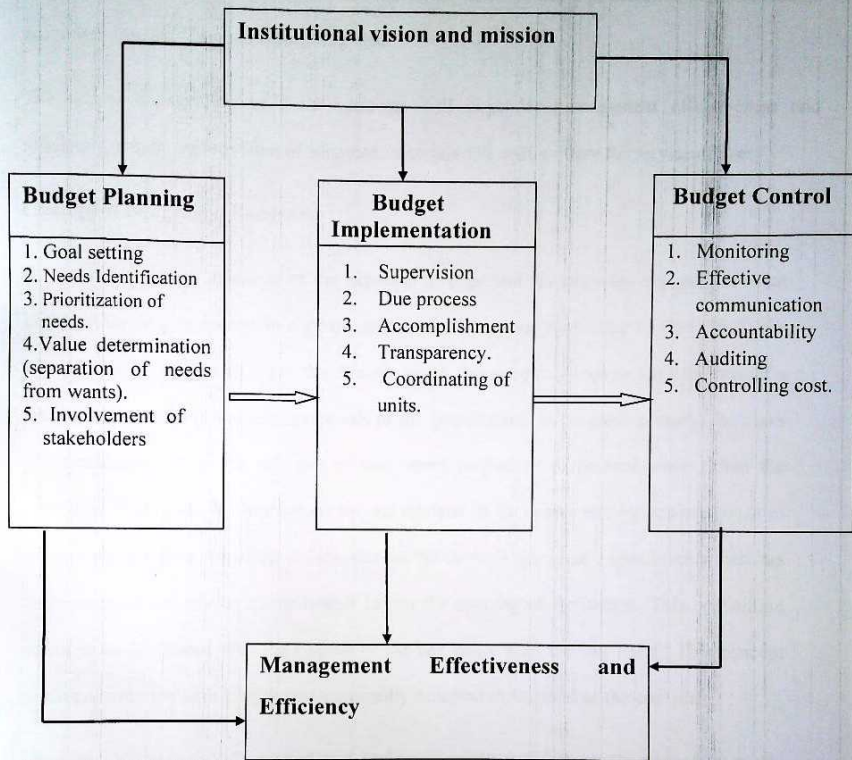 Institutional vision and mission
Budget Planning
1. Goal setting
2. Needs Identification
3. Prioritization of
needs.
4.Value determination
(separation of needs
from wants).
5. Involvement of
stakeholders
Budget
Implementation
1. Supervision
2. Due process
3. Accomplishment
4. Transparency.
5. Coordinating of
units.
Budget Control
1. Monitoring
2. Effective
communication
3. Accountability
4. Auditing
5. Controlling cost.
Management Effectiveness and
Efficiency